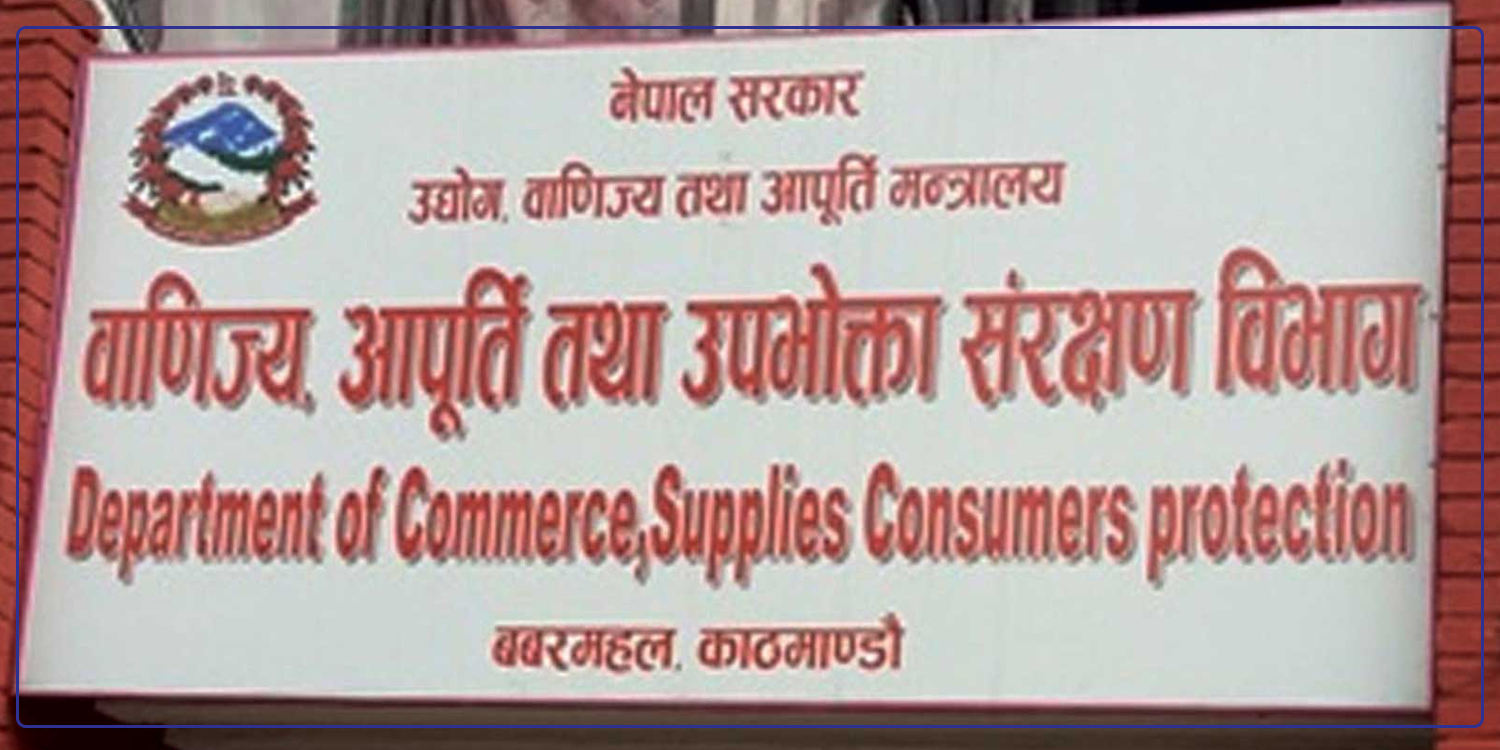 नेपाल सरकार
उद्योग, वाणिज्य तथा आपूर्ति मन्त्रालय
वाणिज्य, आपूर्ति तथा उपभोक्ता संरक्षण विभाग
Department of Commerce,Supplies Consumers protection
बबरमहल, काठमाण्डौ